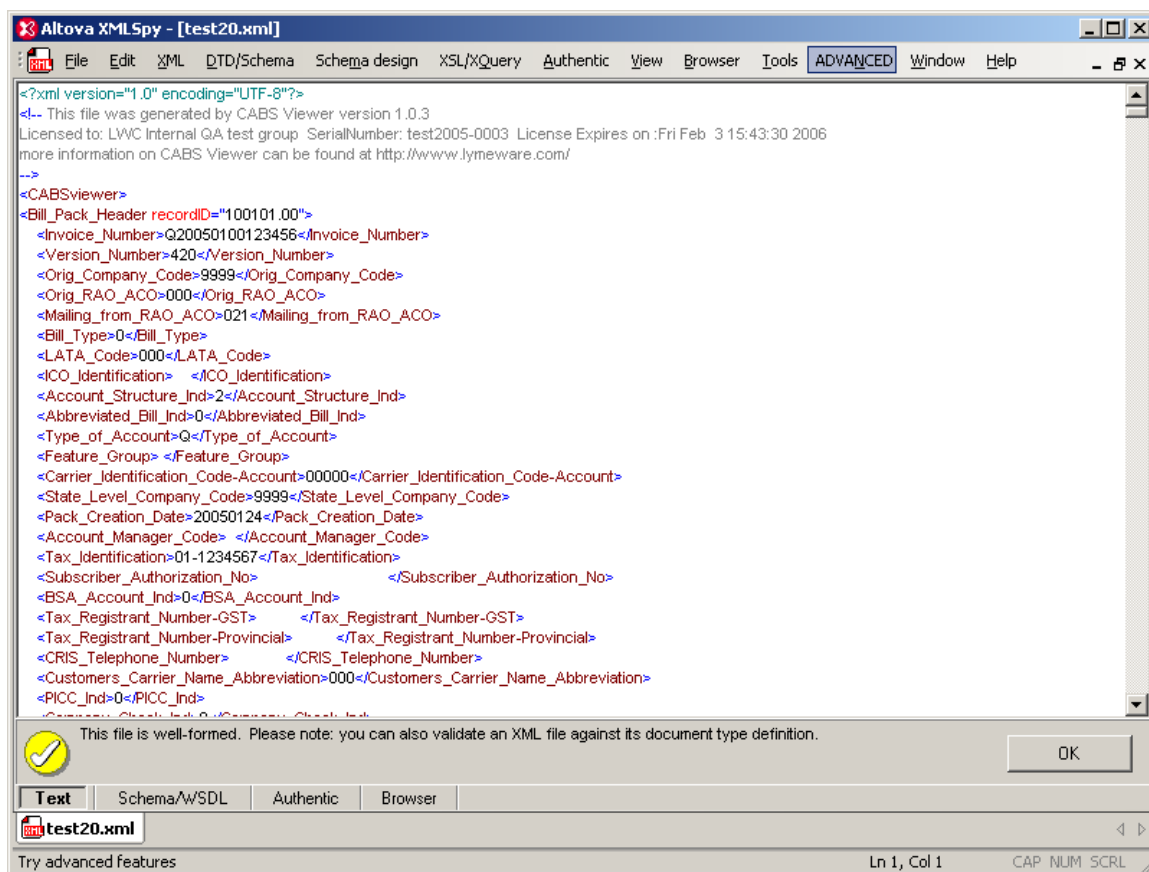 Altova XMLSpy - [test20.xml]
File Edit XML DTD/Schema Schema design XSL/XQuery Authentic View Browser Tools ADVANCED Window Help
<?xml version="1.0" encoding="UTF-8"?>
<!-- This file was generated by CABS Viewer version 1.0.3
Licensed to: LWC Internal QA test group  SerialNumber: test2005-0003  License Expires on :Fri Feb  3 15:43:30 2006
more information on CABS Viewer can be found at http://www.lymeware.com/
-->
<CABSviewer>
<Bill_Pack_Header recordID="100101.00">
<Invoice_Number>Q20050100123456</Invoice_Number>
<Version_Number>420</Version_Number>
<Orig_Company_Code>9999</Orig_Company_Code>
<Orig_RAO_ACO>000</Orig_RAO_ACO>
<Mailing_from_RAO_ACO>021</Mailing_from_RAO_ACO>
<Bill_Type>0</Bill_Type>
<LATA_Code>000</LATA_Code>
<ICO_Identification>   </ICO_Identification>
<Account_Structure_Ind>2</Account_Structure_Ind>
<Abbreviated_Bill_Ind>0</Abbreviated_Bill_Ind>
<Type_of_Account>Q</Type_of_Account>
<Feature_Group> </Feature_Group>
<Carrier_Identification_Code-Account>00000</Carrier_Identification_Code-Account>
<State_Level_Company_Code>9999</State_Level_Company_Code>
<Pack_Creation_Date>20050124</Pack_Creation_Date>
<Account_Manager_Code>  </Account_Manager_Code>
<Tax_Identification>01-1234567</Tax_Identification>
<Subscriber_Authorization_No>                    </Subscriber_Authorization_No>
<BSA_Account_Ind>0</BSA_Account_Ind>
<Tax_Registrant_Number-GST>         </Tax_Registrant_Number-GST>
<Tax_Registrant_Number-Provincial>         </Tax_Registrant_Number-Provincial>
<CRIS_Telephone_Number>          </CRIS_Telephone_Number>
<Customers_Carrier_Name_Abbreviation>000</Customers_Carrier_Name_Abbreviation>
<PICC_Ind>0</PICC_Ind>
This file is well-formed.  Please note: you can also validate an XML file against its document type definition.
OK
Text Schema/WSDL Authentic Browser
test20.xml
Try advanced features Ln 1, Col 1 CAP NUM SCRL